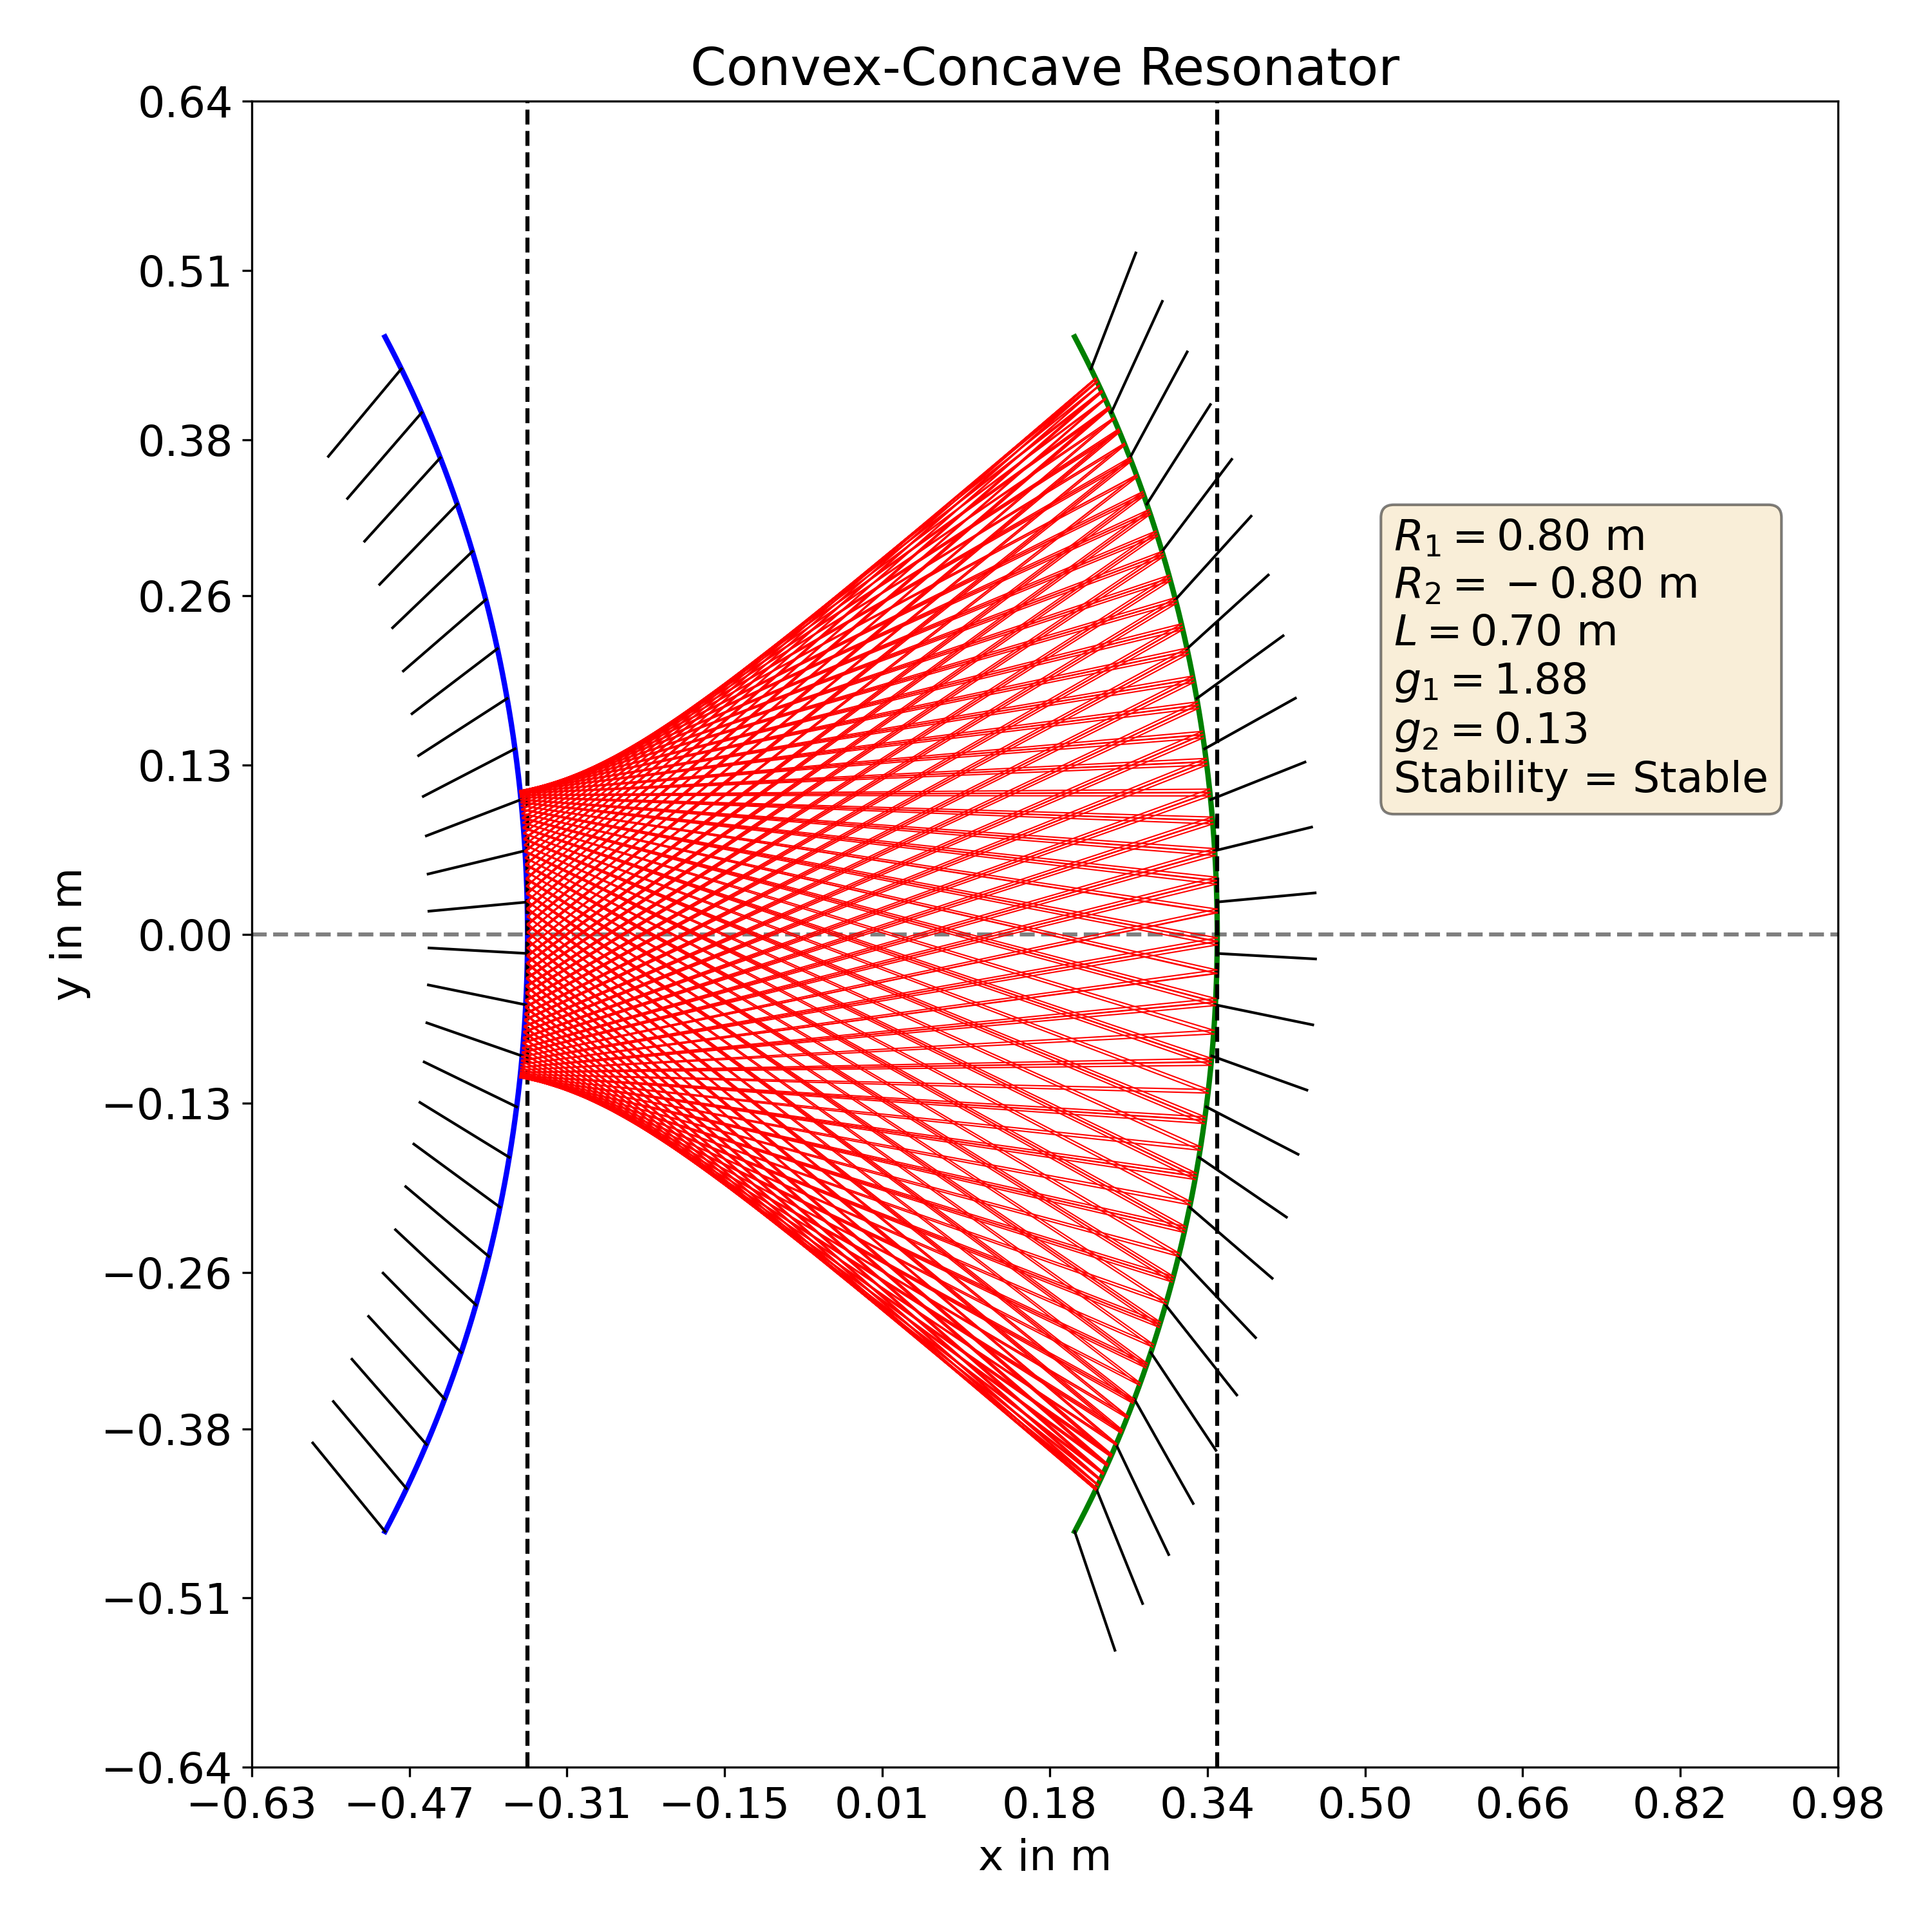 Convex-Concave Resonator
0.64
0.51
0.38
0.26
0.13
0.00
−0.13
−0.26
−0.38
−0.51
−0.64
y in m
R₁ = 0.80 m
R₂ = −0.80 m
L = 0.70 m
g₁ = 1.88
g₂ = 0.13
Stability = Stable
−0.63 −0.47 −0.31 −0.15 0.01 0.18 0.34 0.50 0.66 0.82 0.98
x in m